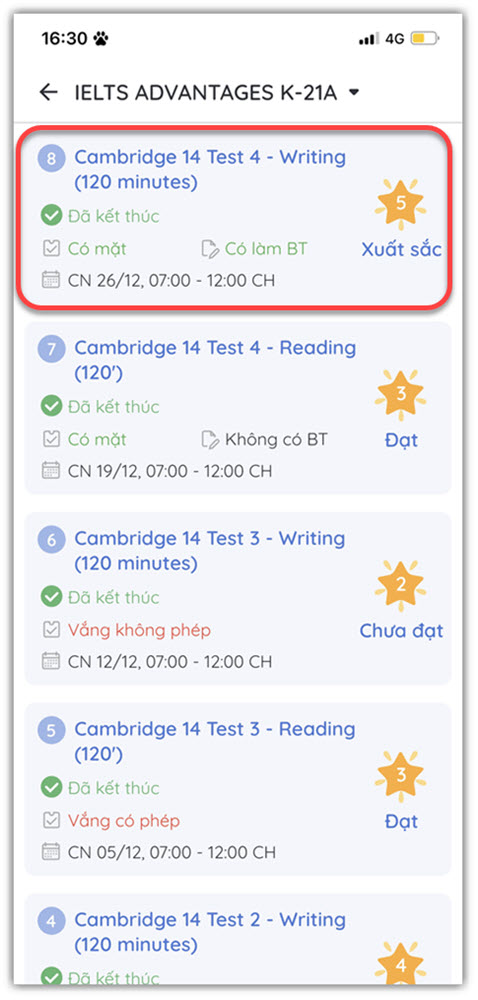 16:30 4G
IELTS ADVANTAGES K-21A
8 Cambridge 14 Test 4 - Writing
(120 minutes)
5
Đã kết thúc
Có mặt Có làm BT
Xuất sắc
CN 26/12, 07:00 - 12:00 CH
7 Cambridge 14 Test 4 - Reading
(120')
3
Đã kết thúc
Có mặt Không có BT
Đạt
CN 19/12, 07:00 - 12:00 CH
6 Cambridge 14 Test 3 - Writing
(120 minutes)
2
Đã kết thúc
Vắng không phép
Chưa đạt
CN 12/12, 07:00 - 12:00 CH
5 Cambridge 14 Test 3 - Reading
(120')
3
Đã kết thúc
Vắng có phép
Đạt
CN 05/12, 07:00 - 12:00 CH
4 Cambridge 14 Test 2 - Writing
(120 minutes)
4
Đã kết thúc